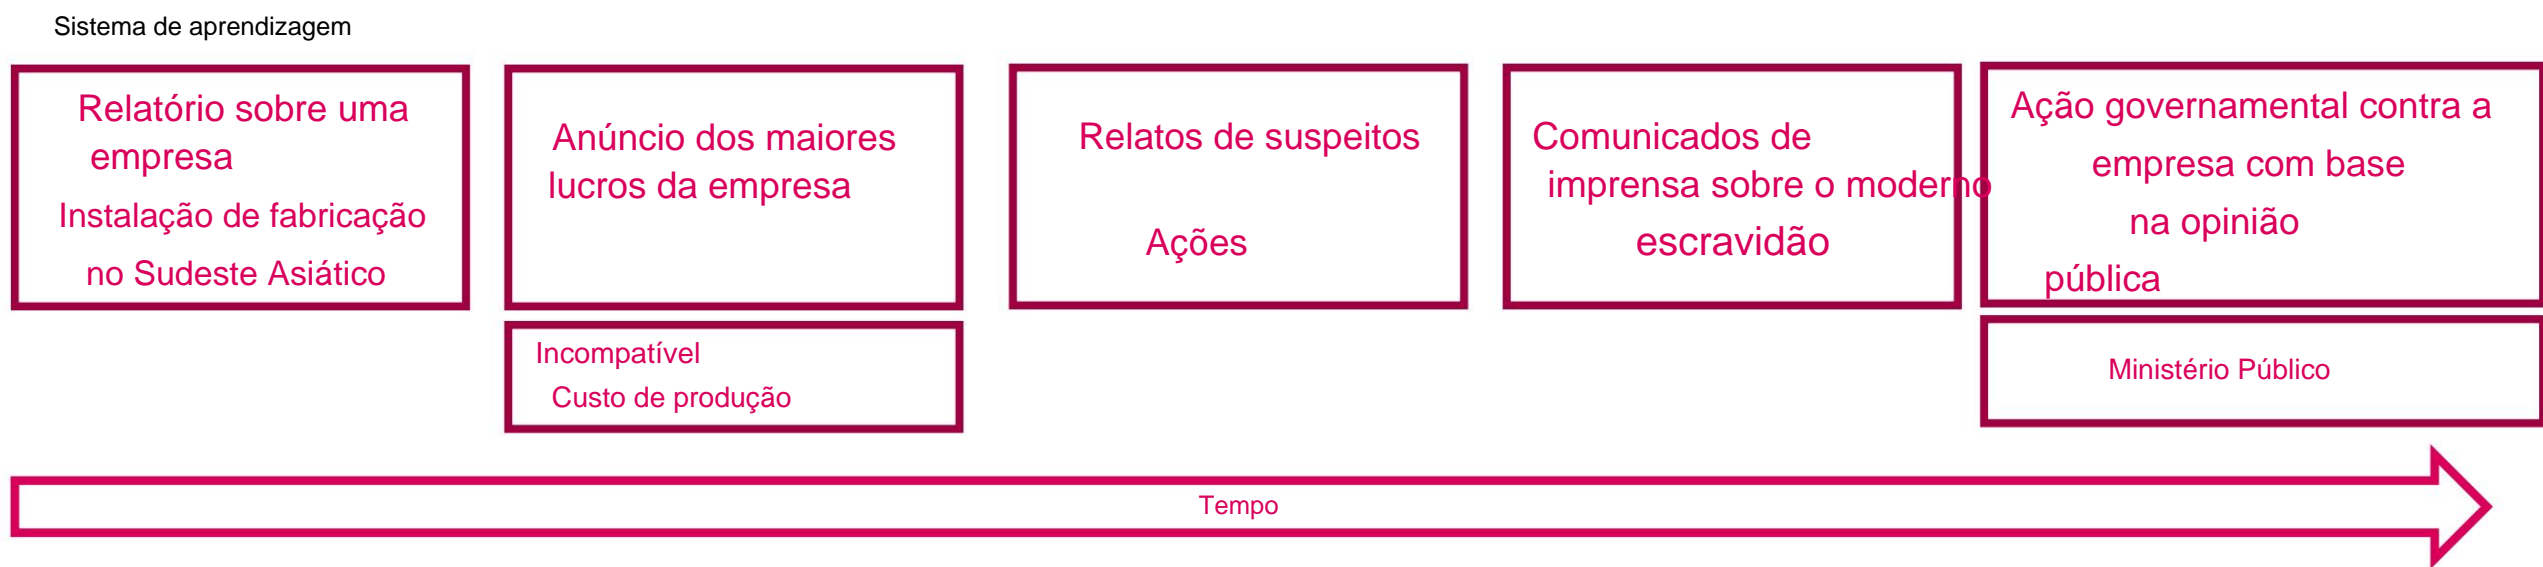 Sistema de aprendizagem
Relatório sobre uma
empresa
Instalação de fabricação
no Sudeste Asiático
Anúncio dos maiores
lucros da empresa
Incompatível
Custo de produção
Relatos de suspeitos
Ações
Comunicados de
imprensa sobre o moderno
escravidão
Ação governamental contra a
empresa com base
na opinião
pública
Ministério Público
Tempo